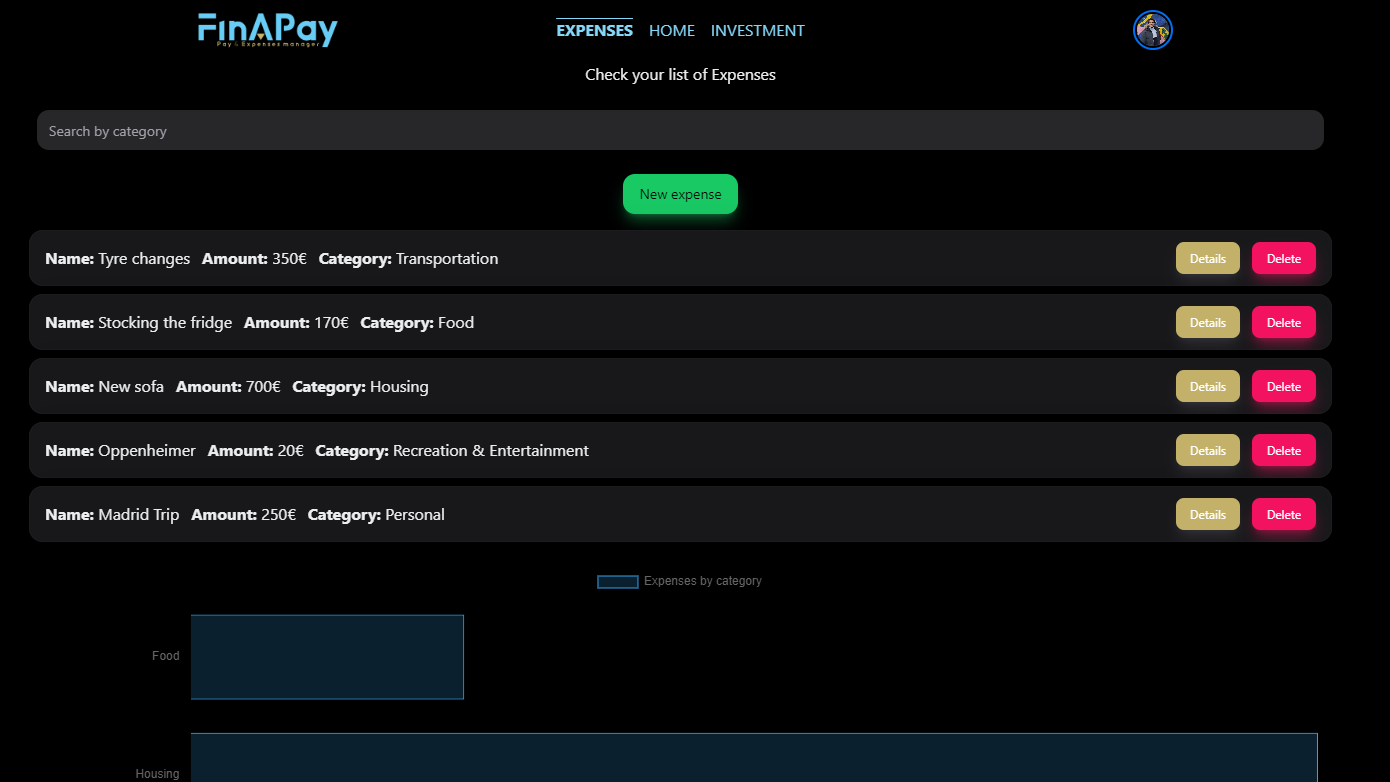 FinAPay
Pay & Expenses manager
EXPENSES HOME INVESTMENT
Check your list of Expenses
Search by category
New expense
Name: Tyre changes Amount: 350€ Category: Transportation Details Delete
Name: Stocking the fridge Amount: 170€ Category: Food Details Delete
Name: New sofa Amount: 700€ Category: Housing Details Delete
Name: Oppenheimer Amount: 20€ Category: Recreation & Entertainment Details Delete
Name: Madrid Trip Amount: 250€ Category: Personal Details Delete
Expenses by category
Food
Housing